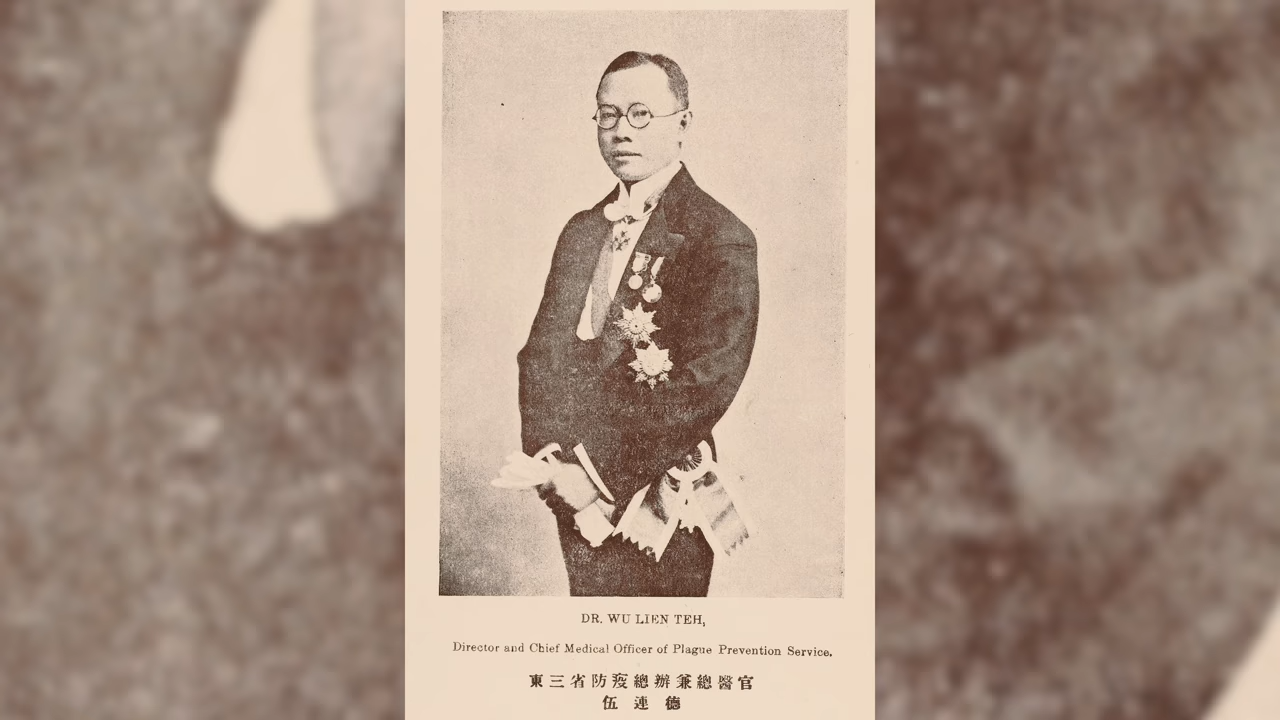 DR. WU LIEN TEH,
Director and Chief Medical Officer of Plague Prevention Service.
東三省防疫總辦兼總醫官
伍連德